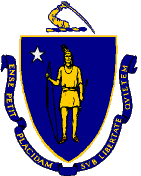 ENSE PETIT
PLACIDAM
SVB LIBERTATE
QVIETEM